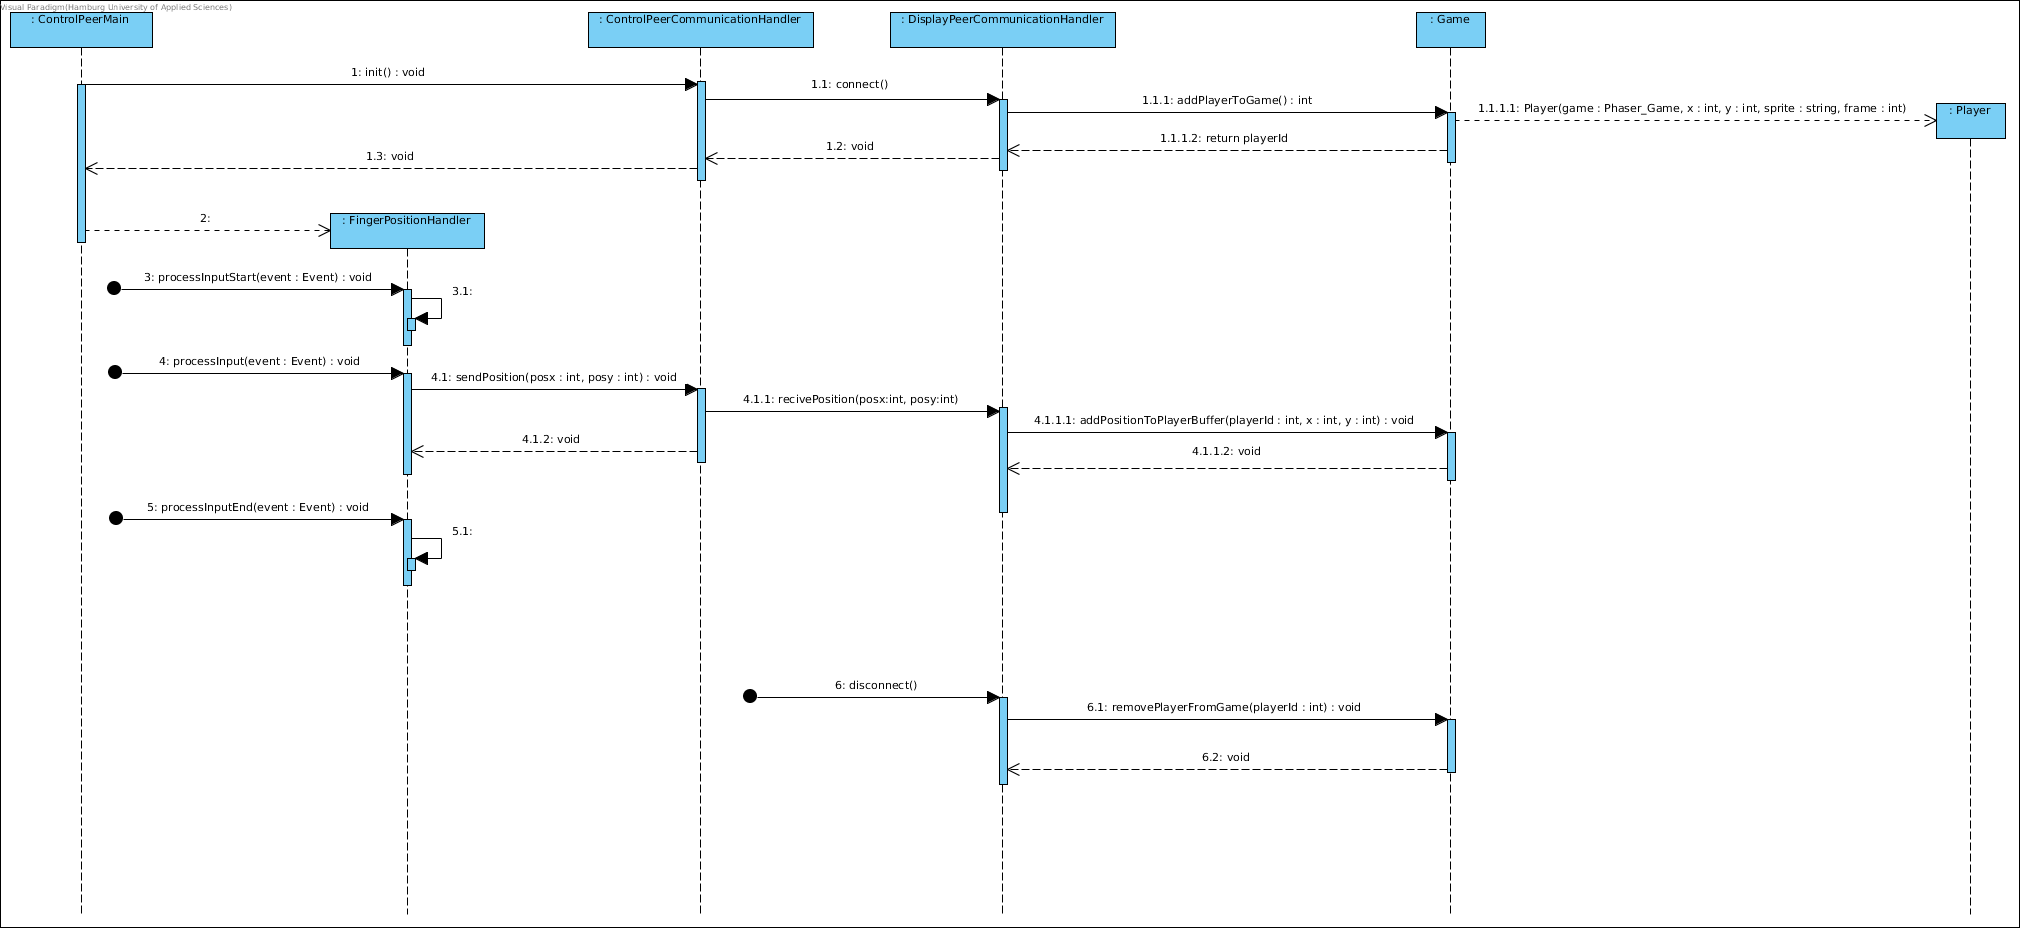 Visual Paradigm(Hamburg University of Applied Sciences)
: ControlPeerMain
: ControlPeerCommunicationHandler
: DisplayPeerCommunicationHandler
: Game
1: init() : void
1.1: connect()
1.1.1: addPlayerToGame() : int
1.1.1.1: Player(game : Phaser_Game, x : int, y : int, sprite : string, frame : int)
: Player
1.1.1.2: return playerId
1.2: void
1.3: void
2:
: FingerPositionHandler
3: processInputStart(event : Event) : void
3.1:
4: processInput(event : Event) : void
4.1: sendPosition(posx : int, posy : int) : void
4.1.1: recivePosition(posx:int, posy:int)
4.1.1.1: addPositionToPlayerBuffer(playerId : int, x : int, y : int) : void
4.1.2: void
4.1.1.2: void
5: processInputEnd(event : Event) : void
5.1:
6: disconnect()
6.1: removePlayerFromGame(playerId : int) : void
6.2: void